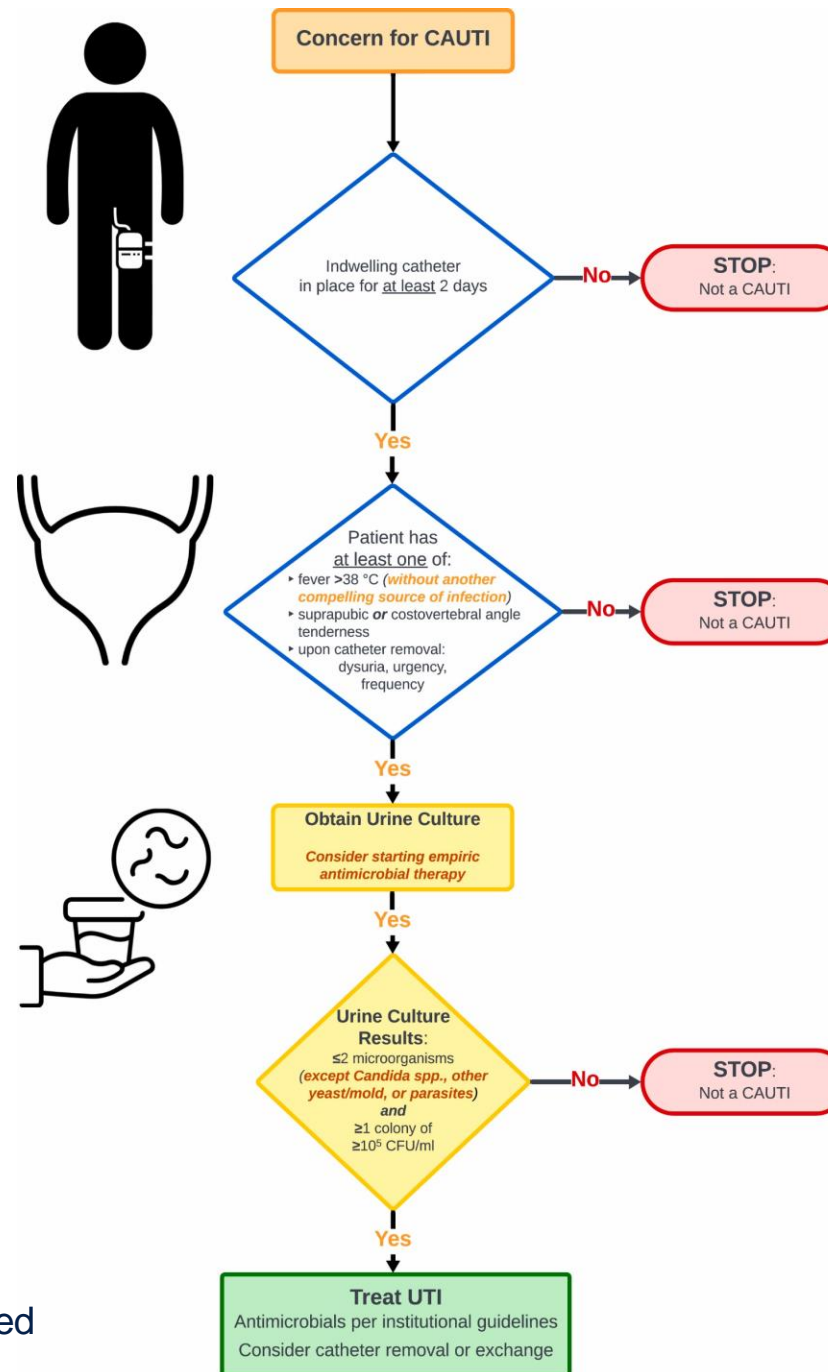 Concern for CAUTI
Indwelling catheter
in place for at least 2 days
No
STOP:
Not a CAUTI
Yes
Patient has
at least one of:
‣ fever >38 °C (without another
compelling source of infection)
‣ suprapubic or costovertebral angle
tenderness
‣ upon catheter removal:
dysuria, urgency,
frequency
No
STOP:
Not a CAUTI
Yes
Obtain Urine Culture
Consider starting empiric
antimicrobial therapy
Yes
Urine Culture
Results:
≤2 microorganisms
(except Candida spp., other
yeast/mold, or parasites)
and
≥1 colony of
≥10⁵ CFU/ml
No
STOP:
Not a CAUTI
Yes
Treat UTI
Antimicrobials per institutional guidelines
Consider catheter removal or exchange
ed